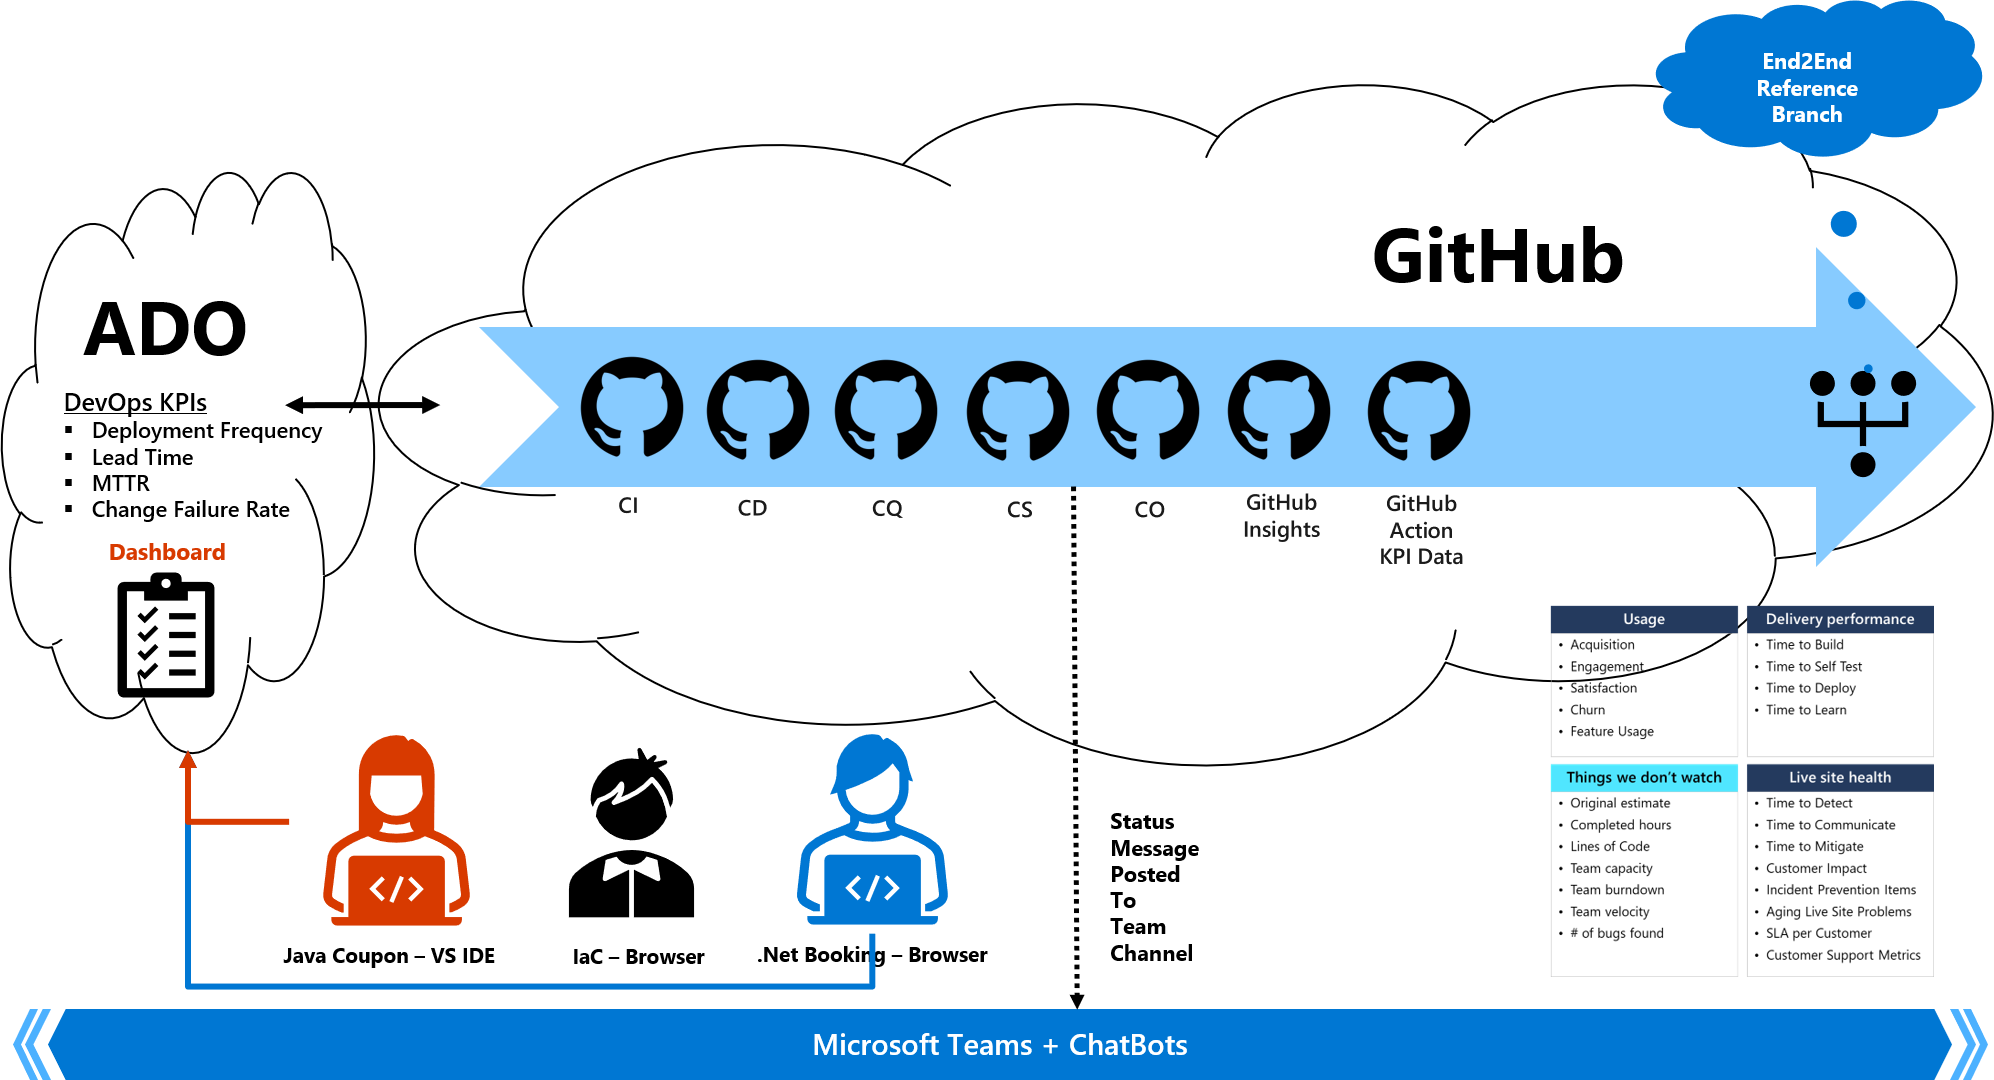 End2End
Reference
Branch
GitHub
ADO
DevOps KPIs
▪ Deployment Frequency
▪ Lead Time
▪ MTTR
▪ Change Failure Rate
Dashboard
CI
CD
CQ
CS
CO
GitHub
Insights
GitHub
Action
KPI Data
Usage
• Acquisition
• Engagement
• Satisfaction
• Churn
• Feature Usage
Delivery performance
• Time to Build
• Time to Self Test
• Time to Deploy
• Time to Learn
Things we don't watch
• Original estimate
• Completed hours
• Lines of Code
• Team capacity
• Team burndown
• Team velocity
• # of bugs found
Live site health
• Time to Detect
• Time to Communicate
• Time to Mitigate
• Customer Impact
• Incident Prevention Items
• Aging Live Site Problems
• SLA per Customer
• Customer Support Metrics
</>
</>
Java Coupon – VS IDE
IaC – Browser
.Net Booking – Browser
Status
Message
Posted
To
Team
Channel
Microsoft Teams + ChatBots